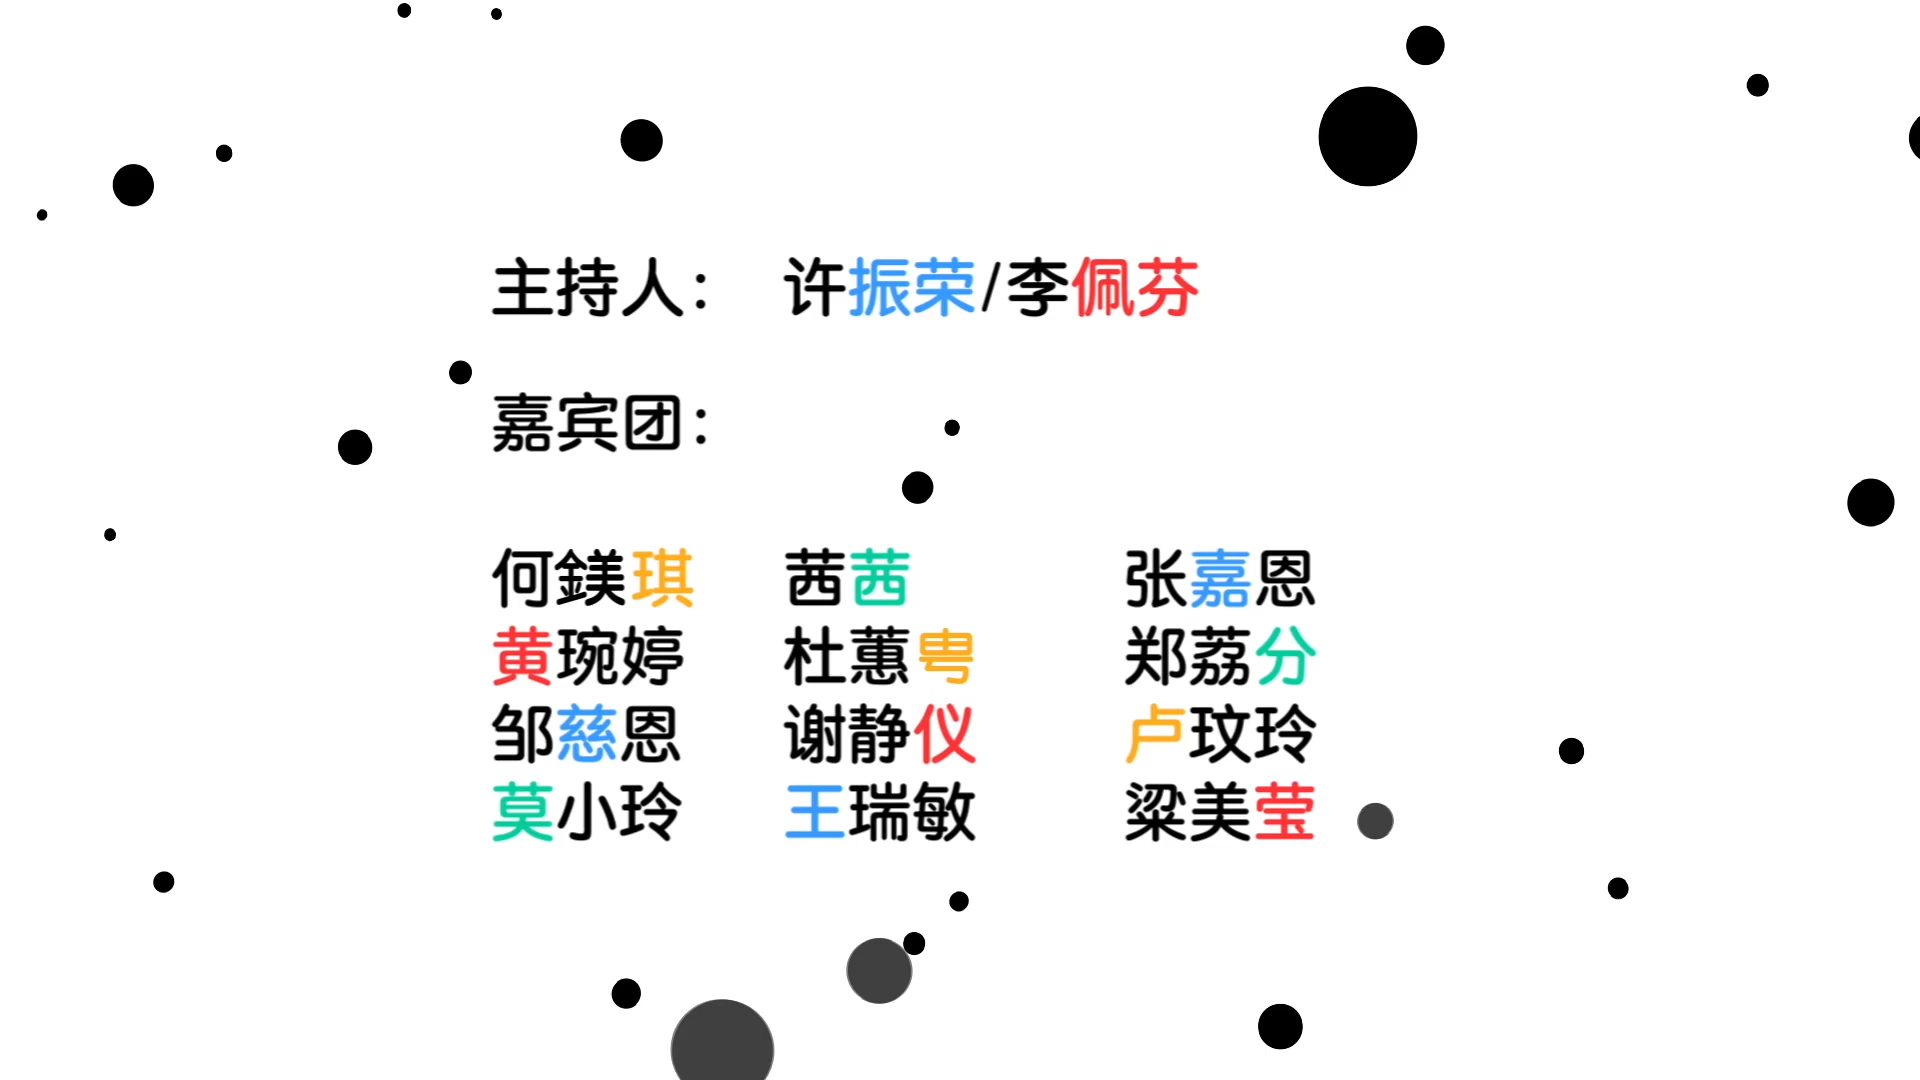 主持人： 许振荣/李佩芬
嘉宾团：
何鎂琪 茜茜 张嘉恩
黄琬婷 杜蕙甹 郑荔分
邹慈恩 谢静仪 卢玟玲
莫小玲 王瑞敏 梁美莹